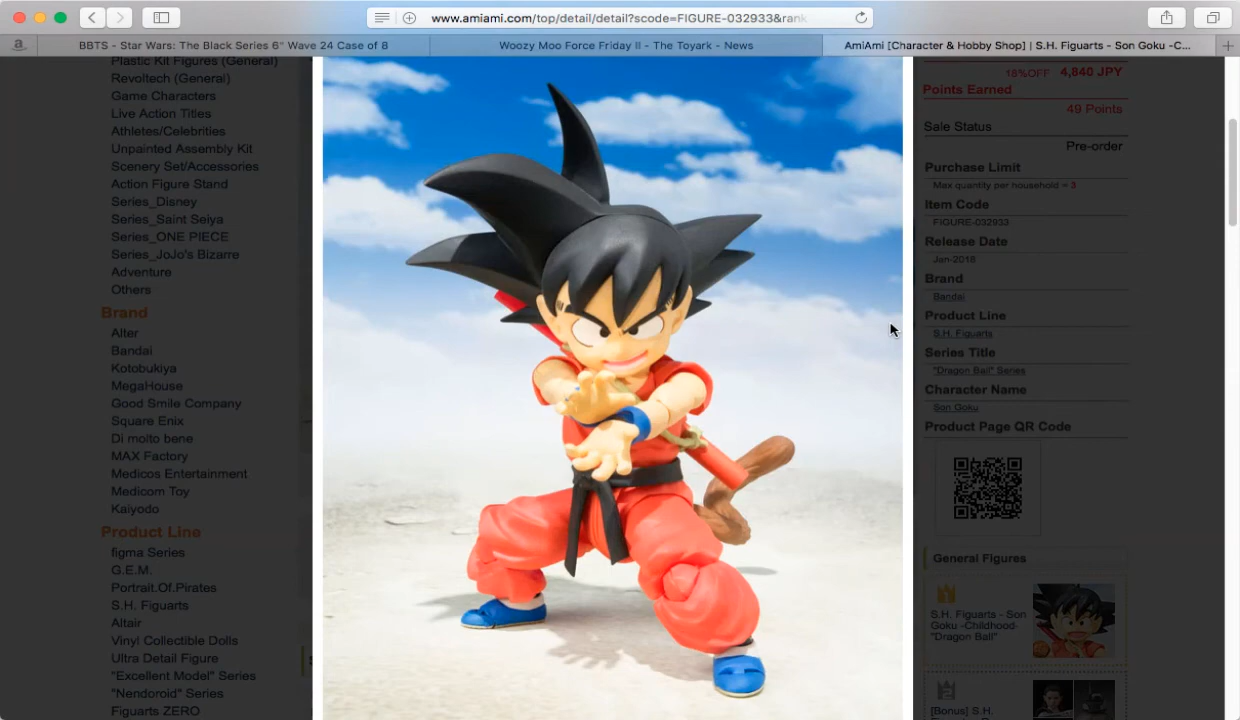 www.amiami.com/top/detail/detail?scode=FIGURE-032933&rank
BBTS - Star Wars: The Black Series 6" Wave 24 Case of 8
Woozy Moo Force Friday II - The Toyark - News
AmiAmi [Character & Hobby Shop] | S.H. Figuarts - Son Goku -C...
Plastic Kit Figures (General)
Revoltech (General)
Game Characters
Live Action Titles
Athletes/Celebrities
Unpainted Assembly Kit
Scenery Set/Accessories
Action Figure Stand
Series_Disney
Series_Saint Seiya
Series_ONE PIECE
Series_JoJo's Bizarre
Adventure
Others
Brand
Alter
Bandai
Kotobukiya
MegaHouse
Good Smile Company
Square Enix
Di molto bene
MAX Factory
Medicos Entertainment
Medicom Toy
Kaiyodo
Product Line
figma Series
G.E.M.
Portrait.Of.Pirates
S.H. Figuarts
Altair
Vinyl Collectible Dolls
Ultra Detail Figure
"Excellent Model" Series
"Nendoroid" Series
Figuarts ZERO
18%OFF 4,840 JPY
Points Earned
49 Points
Sale Status
Pre-order
Purchase Limit
Max quantity per household = 3
Item Code
FIGURE-032933
Release Date
Jan-2018
Brand
Bandai
Product Line
S.H. Figuarts
Series Title
"Dragon Ball" Series
Character Name
Son Goku
Product Page QR Code
General Figures
1
S.H. Figuarts - Son
Goku -Childhood-
"Dragon Ball"
2
[Bonus] S.H.